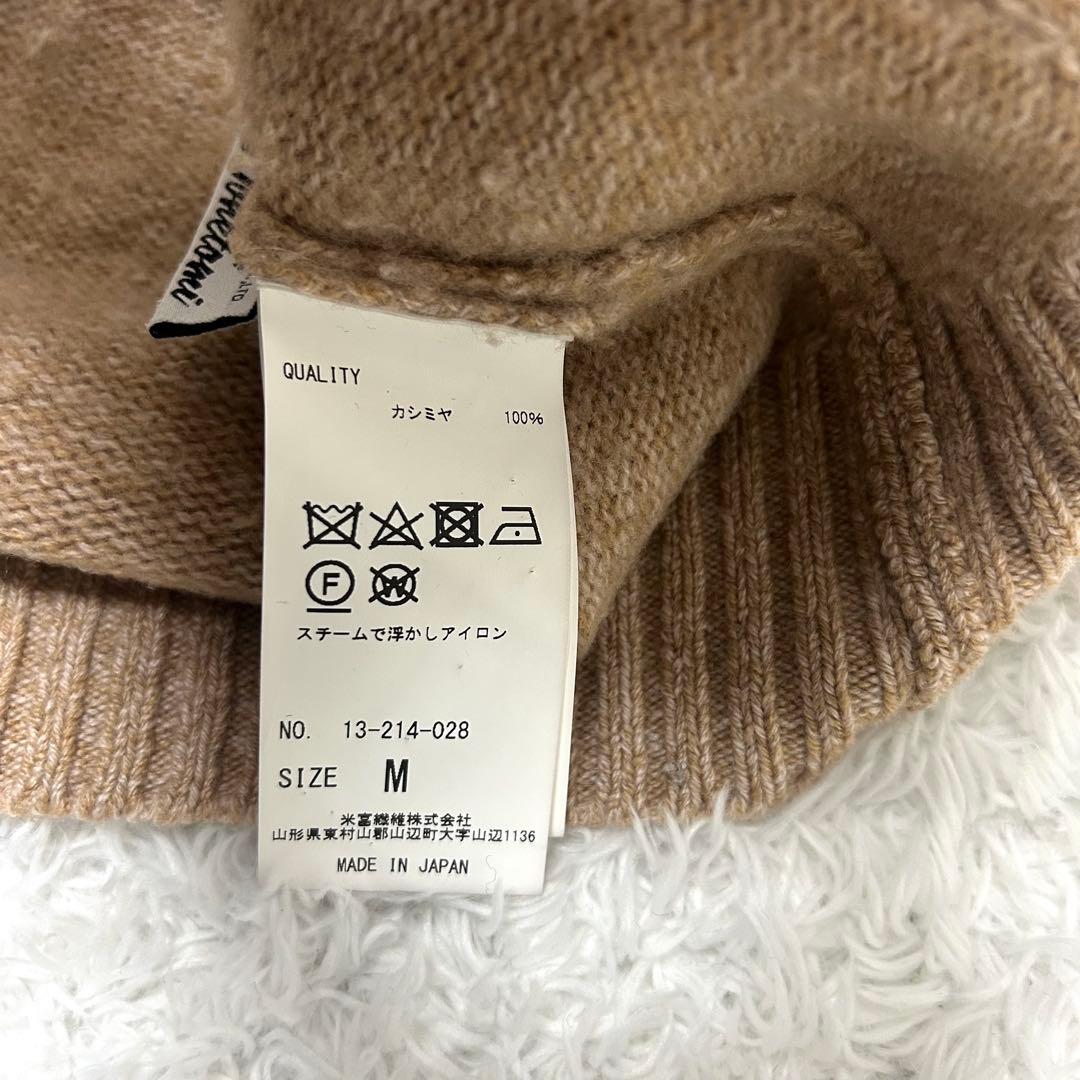 QUALITY
カシミヤ 100%
F
W
スチームで浮かしアイロン
NO. 13-214-028
SIZE M
米富繊維株式会社
山形県東村山郡山辺町大字山辺1136
MADE IN JAPAN